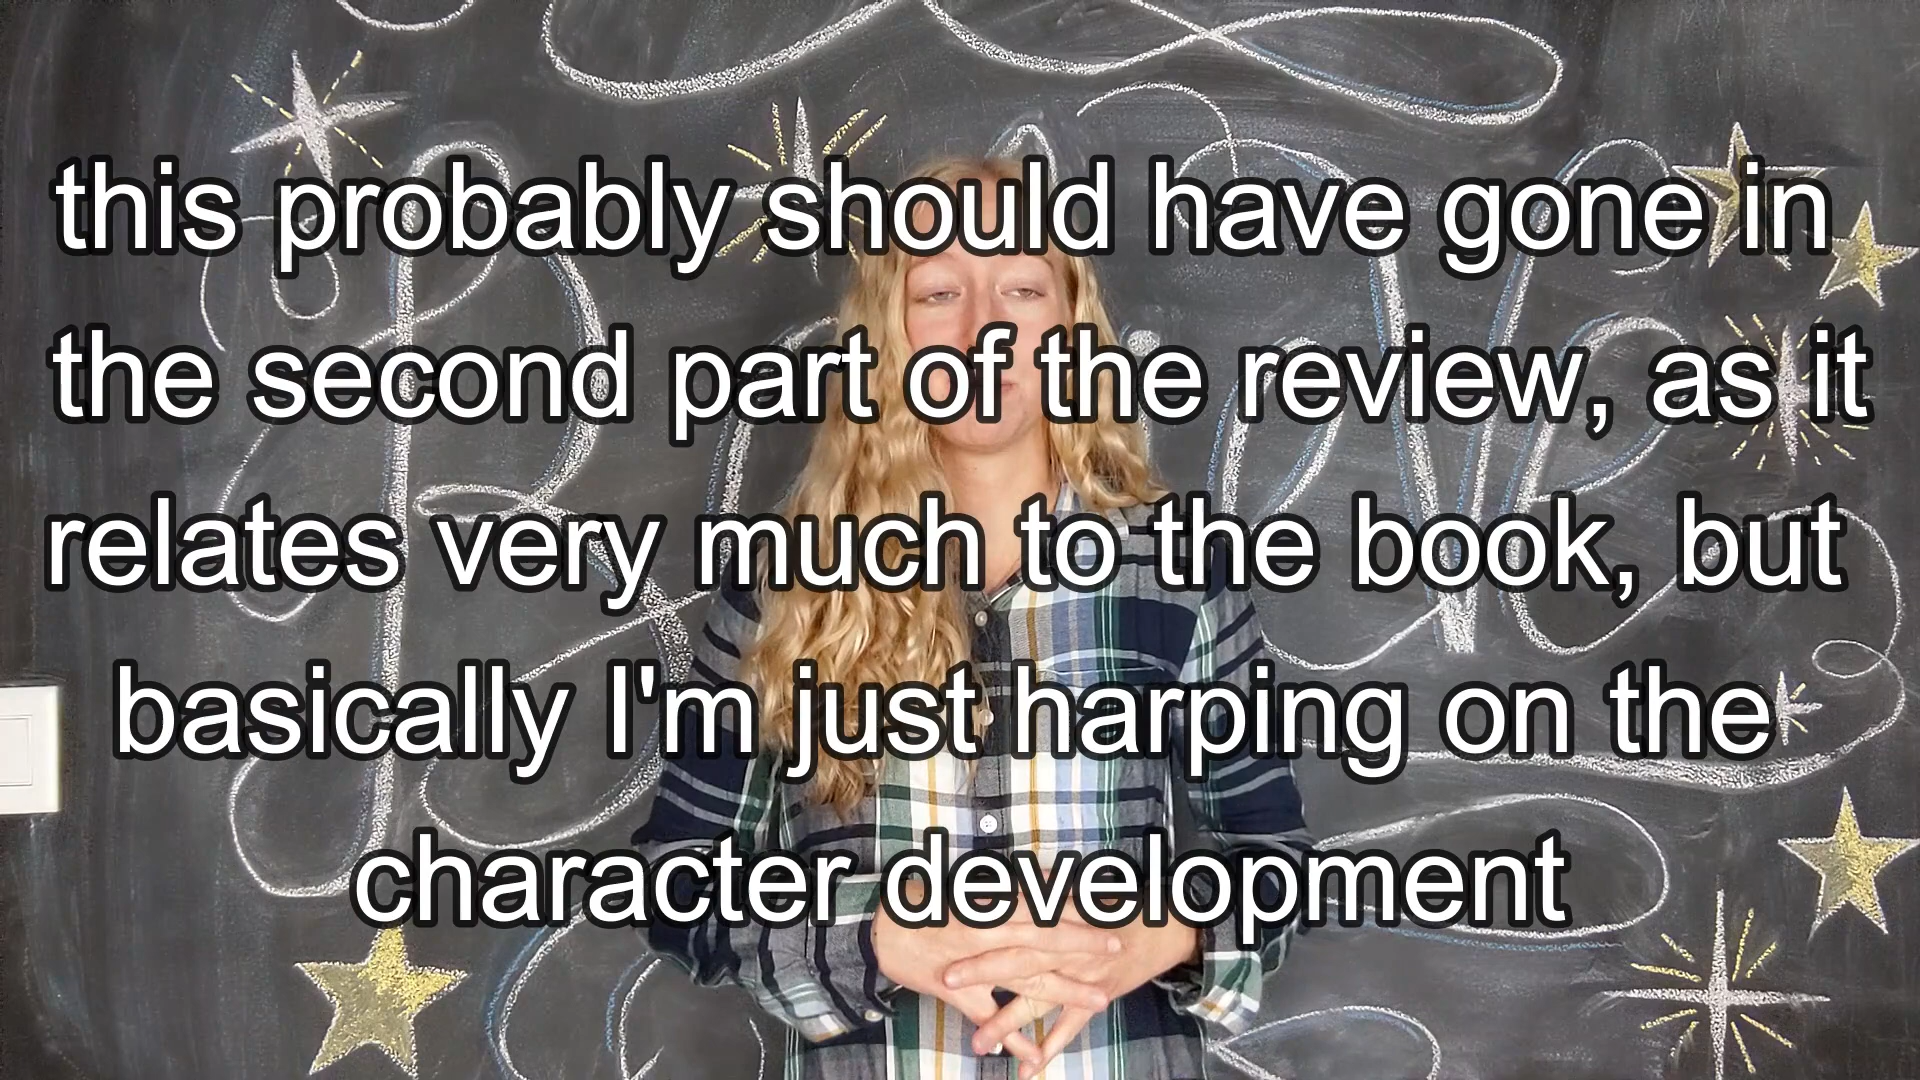 this probably should have gone in
the second part of the review, as it
relates very much to the book, but
basically I'm just harping on the
character development